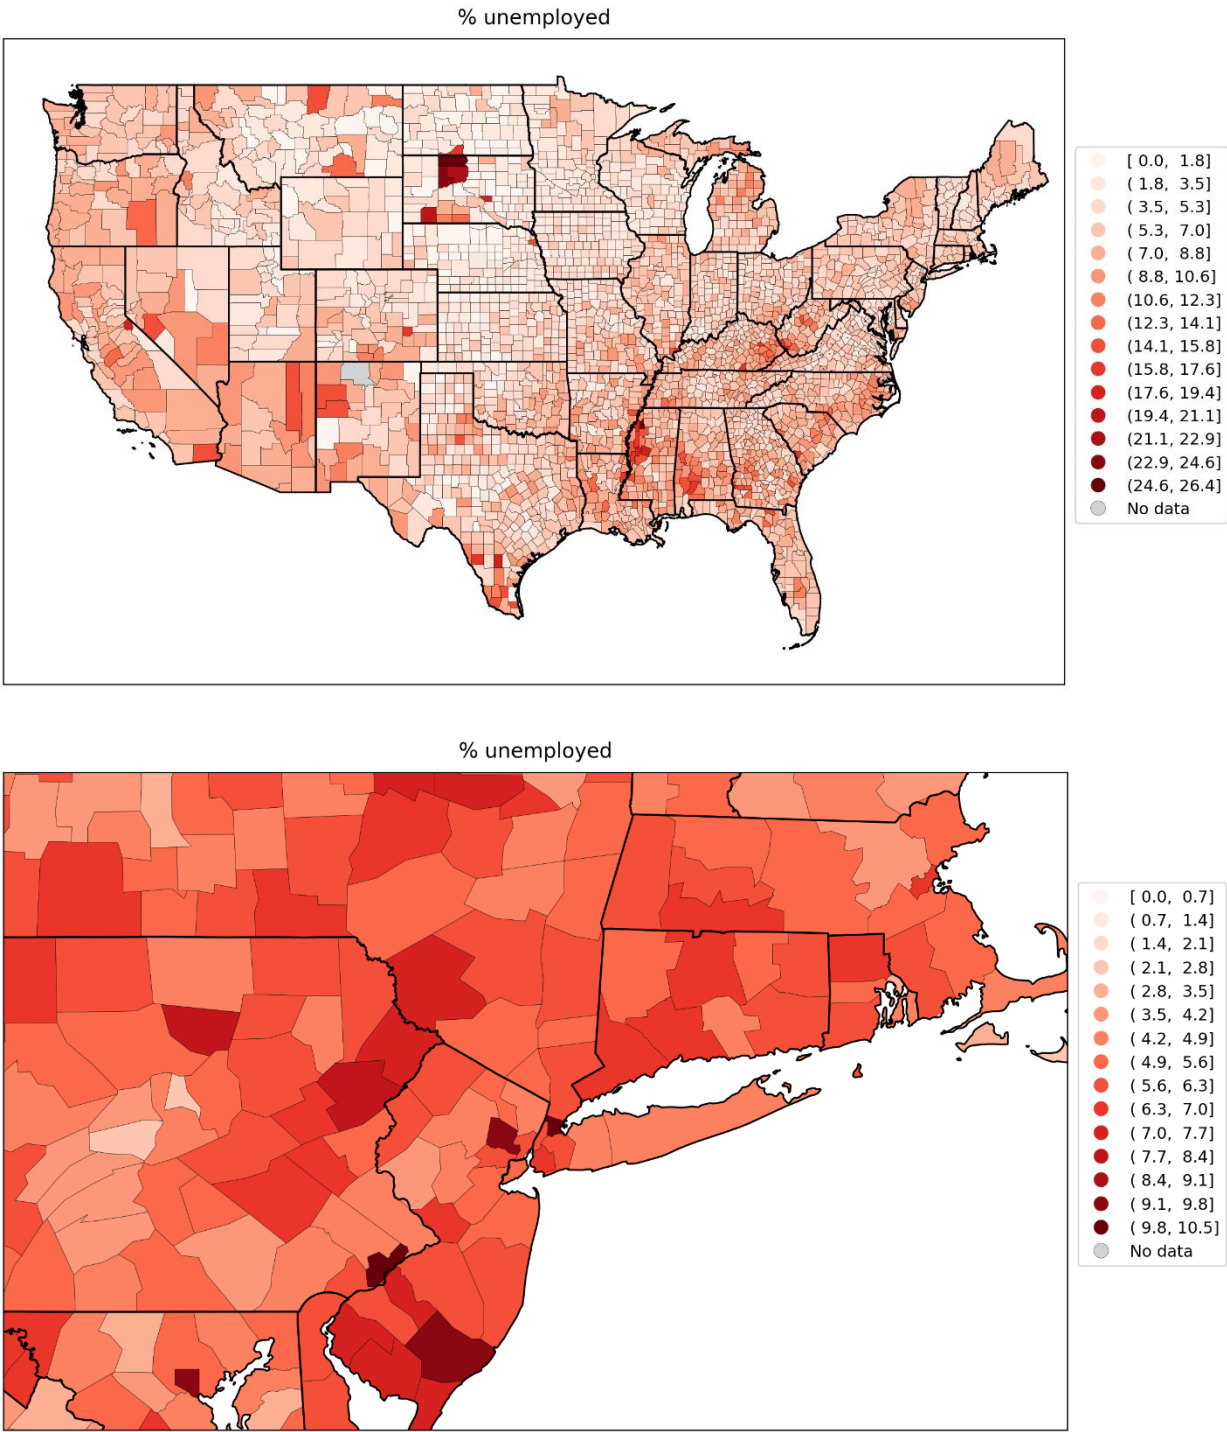 % unemployed
[ 0.0, 1.8]
( 1.8, 3.5]
( 3.5, 5.3]
( 5.3, 7.0]
( 7.0, 8.8]
( 8.8, 10.6]
(10.6, 12.3]
(12.3, 14.1]
(14.1, 15.8]
(15.8, 17.6]
(17.6, 19.4]
(19.4, 21.1]
(21.1, 22.9]
(22.9, 24.6]
(24.6, 26.4]
No data
% unemployed
[ 0.0, 0.7]
( 0.7, 1.4]
( 1.4, 2.1]
( 2.1, 2.8]
( 2.8, 3.5]
( 3.5, 4.2]
( 4.2, 4.9]
( 4.9, 5.6]
( 5.6, 6.3]
( 6.3, 7.0]
( 7.0, 7.7]
( 7.7, 8.4]
( 8.4, 9.1]
( 9.1, 9.8]
( 9.8, 10.5]
No data